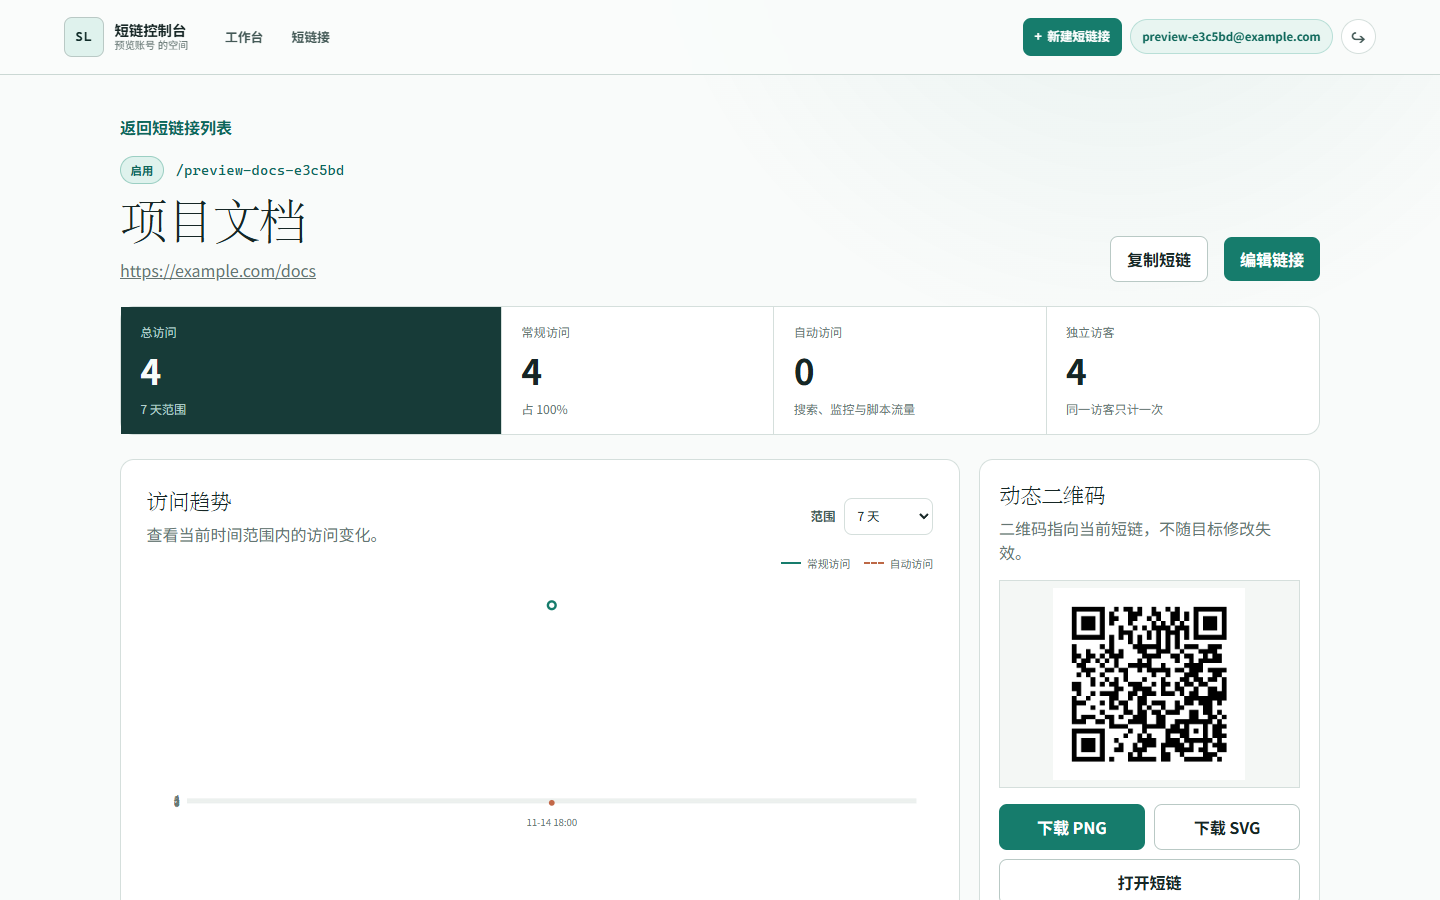 SL
短链控制台
预览账号 的空间
工作台
短链接
+ 新建短链接
preview-e3c5bd@example.com
返回短链接列表
启用
/preview-docs-e3c5bd
项目文档
https://example.com/docs
复制短链
编辑链接
总访问
4
7 天范围
常规访问
4
占 100%
自动访问
0
搜索、监控与脚本流量
独立访客
4
同一访客只计一次
访问趋势
查看当前时间范围内的访问变化。
范围
7 天
常规访问
自动访问
11-14 18:00
动态二维码
二维码指向当前短链，不随目标修改失
效。
下载 PNG
下载 SVG
打开短链